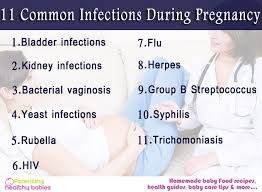 11 Common Infections During Pregnancy
1.Bladder infections
2.Kidney infections
3.Bacterial vaginosis
4.Yeast infections
5.Rubella
6.HIV
7.Flu
8.Herpes
9.Group B Streptococcus
10.Syphilis
11.Trichomoniasis
Parenting
healthy babies
Homemade baby Food recipes,
health guides, baby care tips & more...